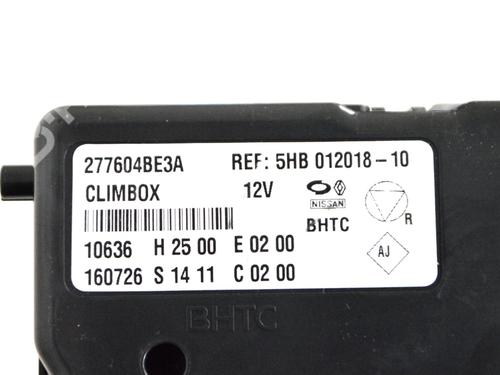 277604BE3A REF: 5HB 012018-10
CLIMBOX 12V
NISSAN
BHTC
R
10636 H 25 00 E 02 00
AJ
160726 S 14 11 C 02 00
BHTC